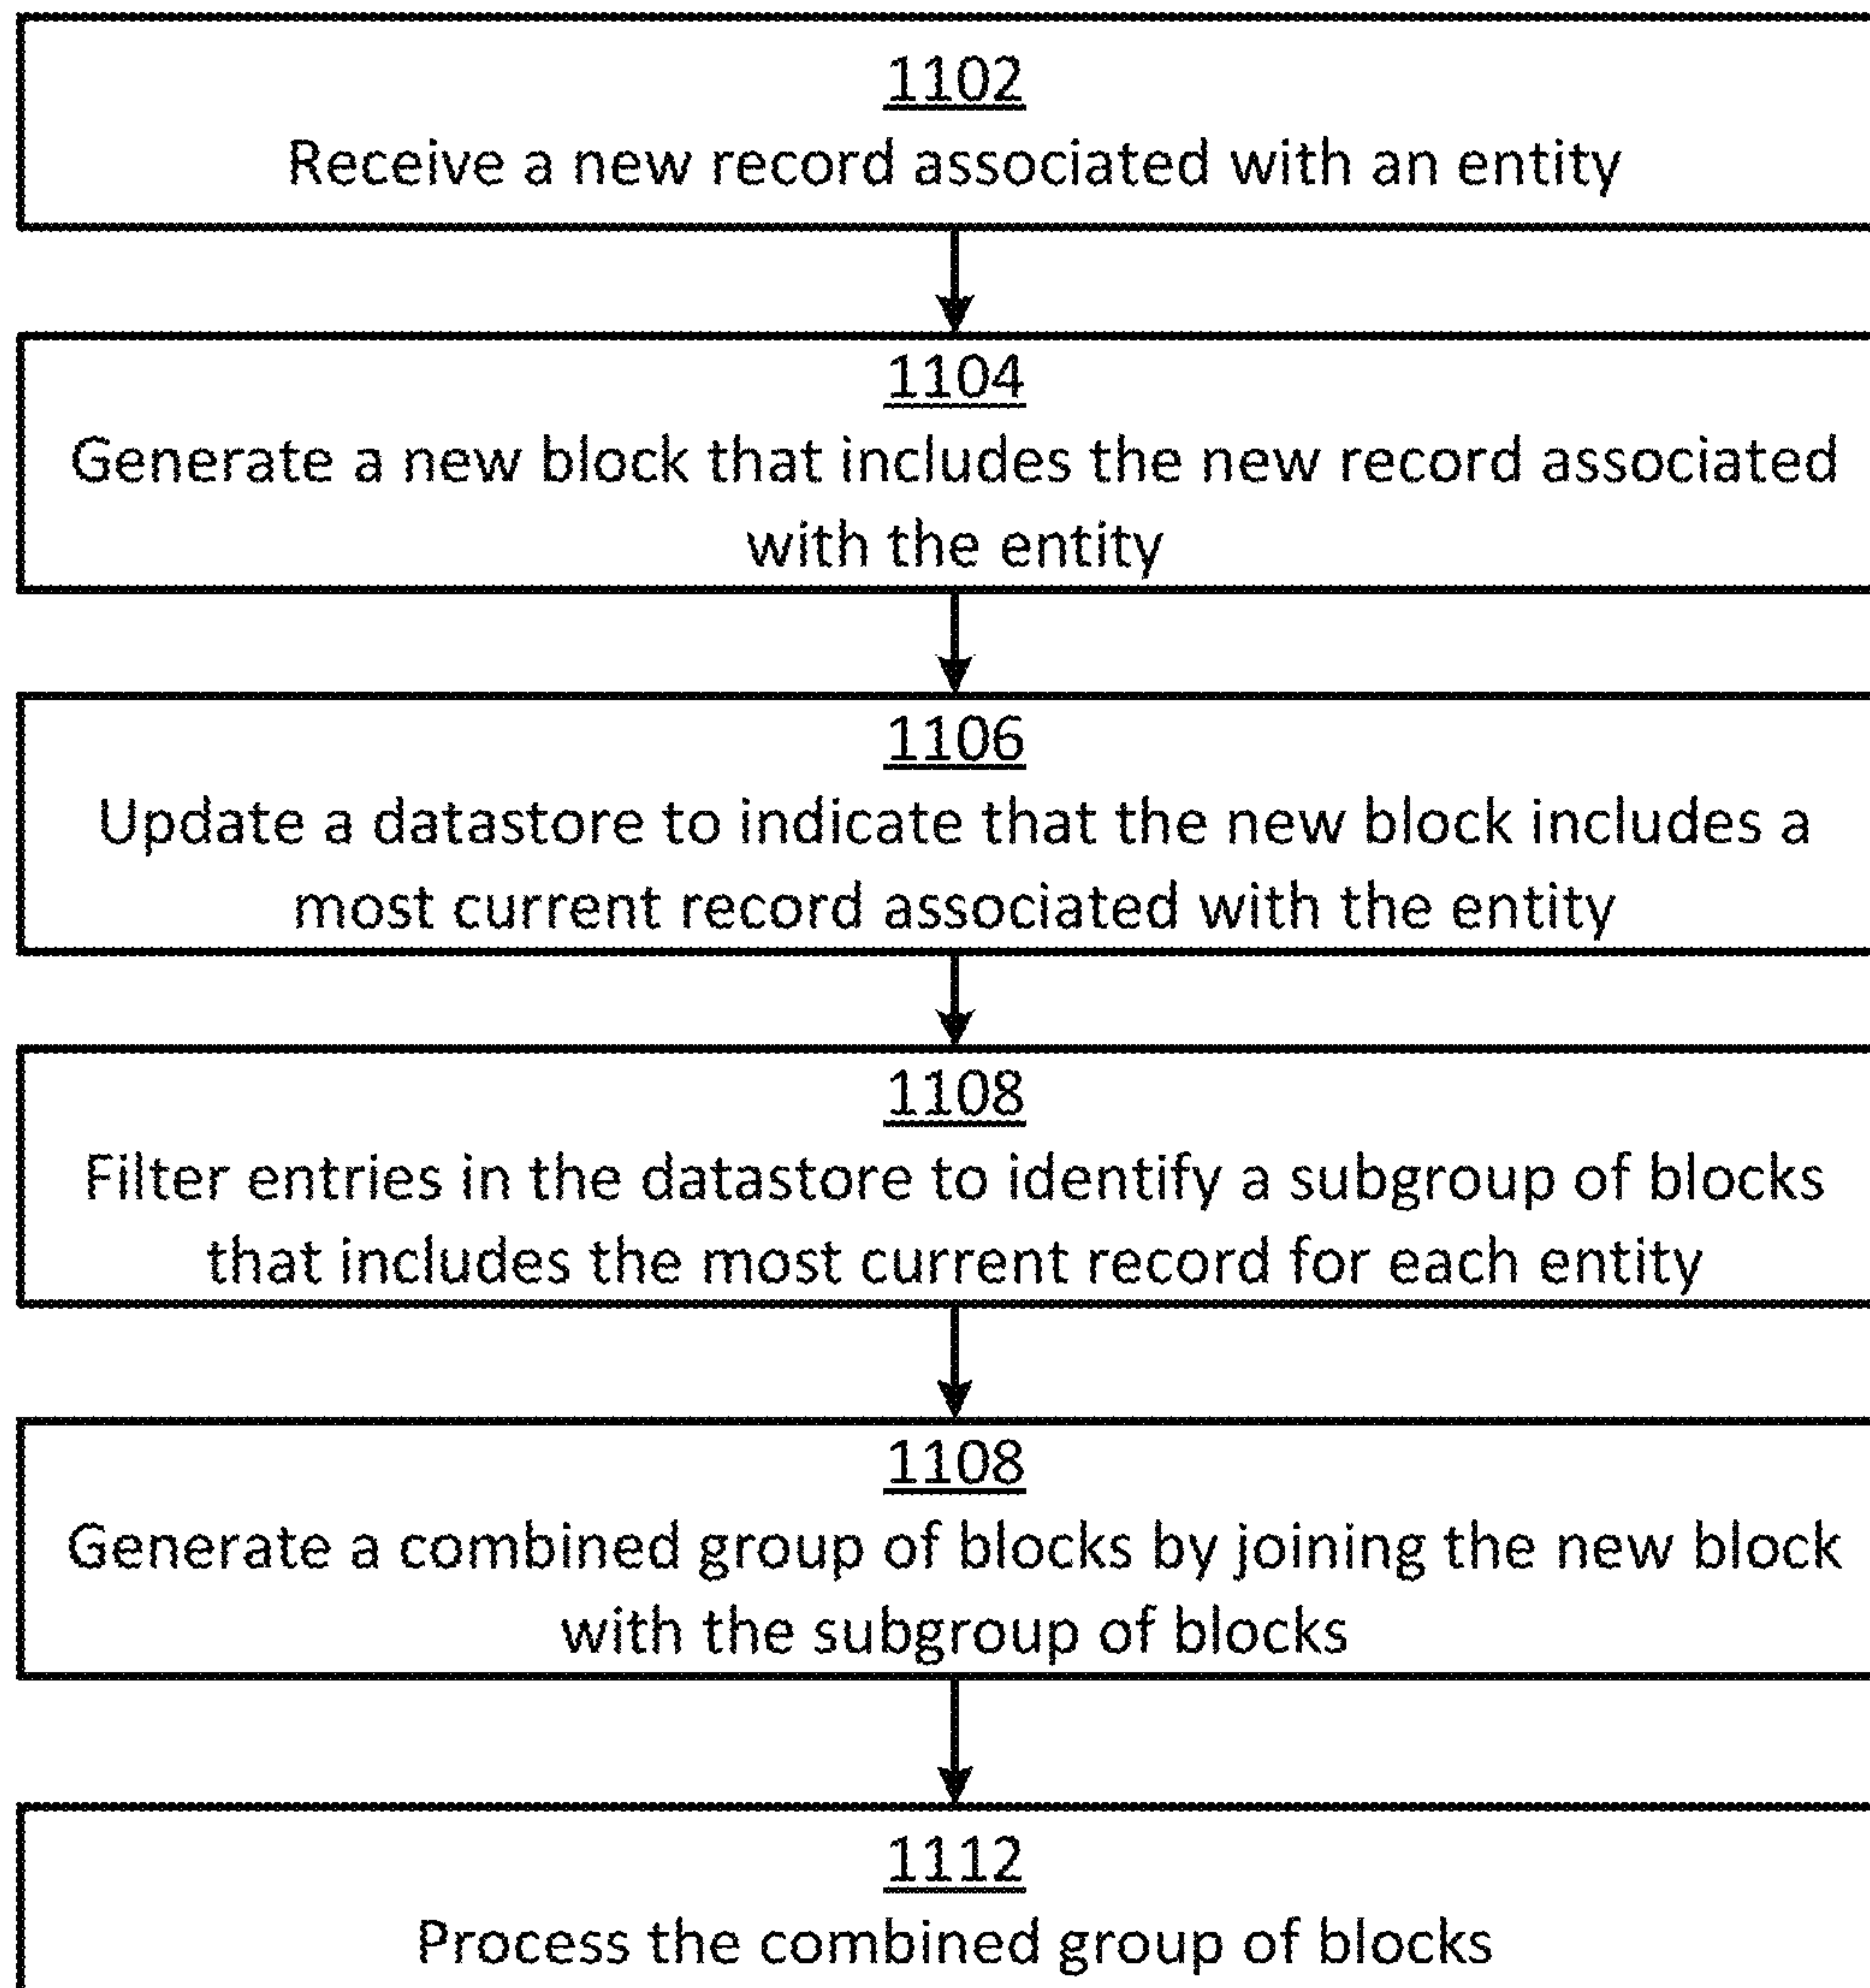 1102
Receive a new record associated with an entity
1104
Generate a new block that includes the new record associated
with the entity
1106
Update a datastore to indicate that the new block includes a
most current record associated with the entity
1108
Filter entries in the datastore to identify a subgroup of blocks
that includes the most current record for each entity
1108
Generate a combined group of blocks by joining the new block
with the subgroup of blocks
1112
Process the combined group of blocks